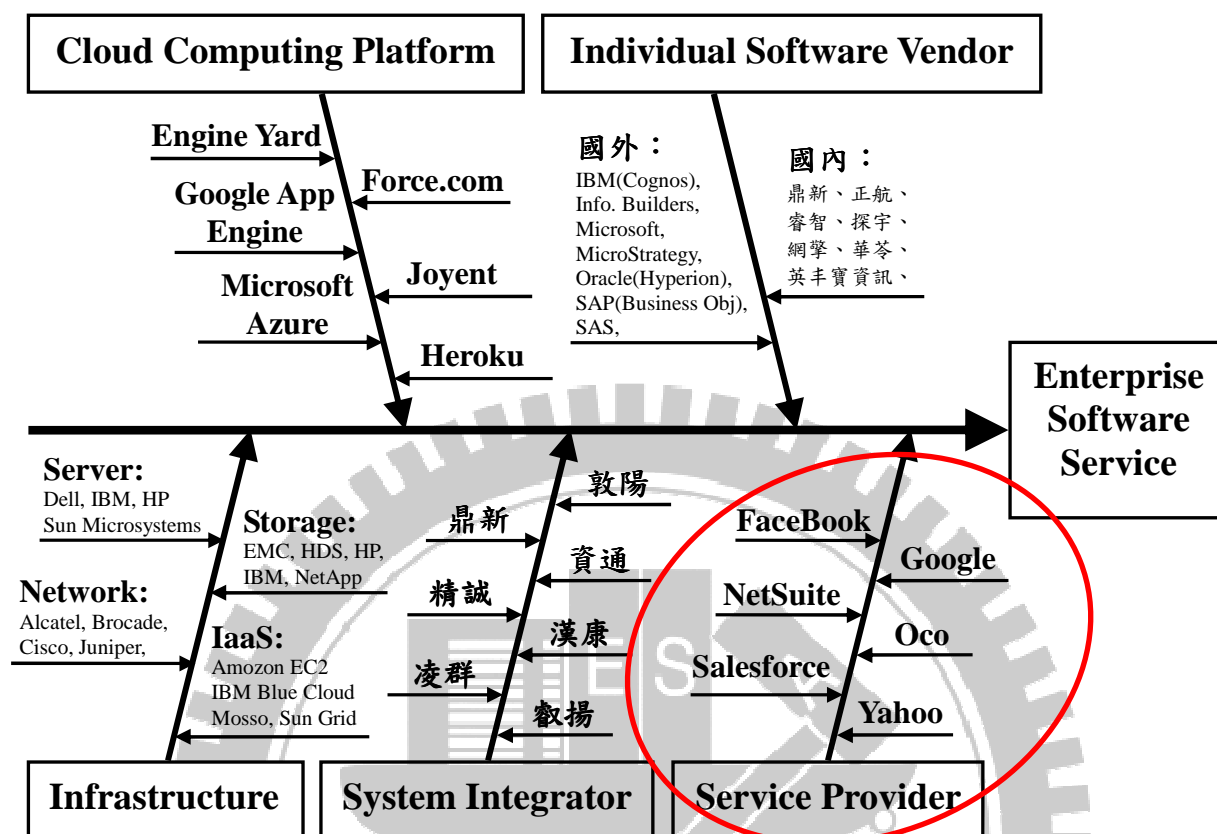 Cloud Computing Platform
Individual Software Vendor
Engine Yard
Force.com
Google App
Engine
Joyent
Microsoft
Azure
Heroku
國外：
IBM(Cognos),
Info. Builders,
Microsoft,
MicroStrategy,
Oracle(Hyperion),
SAP(Business Obj),
SAS,
國內：
鼎新、正航、
睿智、探宇、
網擎、華苓、
英丰寶資訊、
Enterprise
Software
Service
Server:
Dell, IBM, HP
Sun Microsystems
Storage:
EMC, HDS, HP,
IBM, NetApp
Network:
Alcatel, Brocade,
Cisco, Juniper,
IaaS:
Amozon EC2
IBM Blue Cloud
Mosso, Sun Grid
敦陽
鼎新
資通
精誠
漢康
凌群
叡揚
FaceBook
Google
NetSuite
Oco
Salesforce
Yahoo
Infrastructure
System Integrator
Service Provider
E S